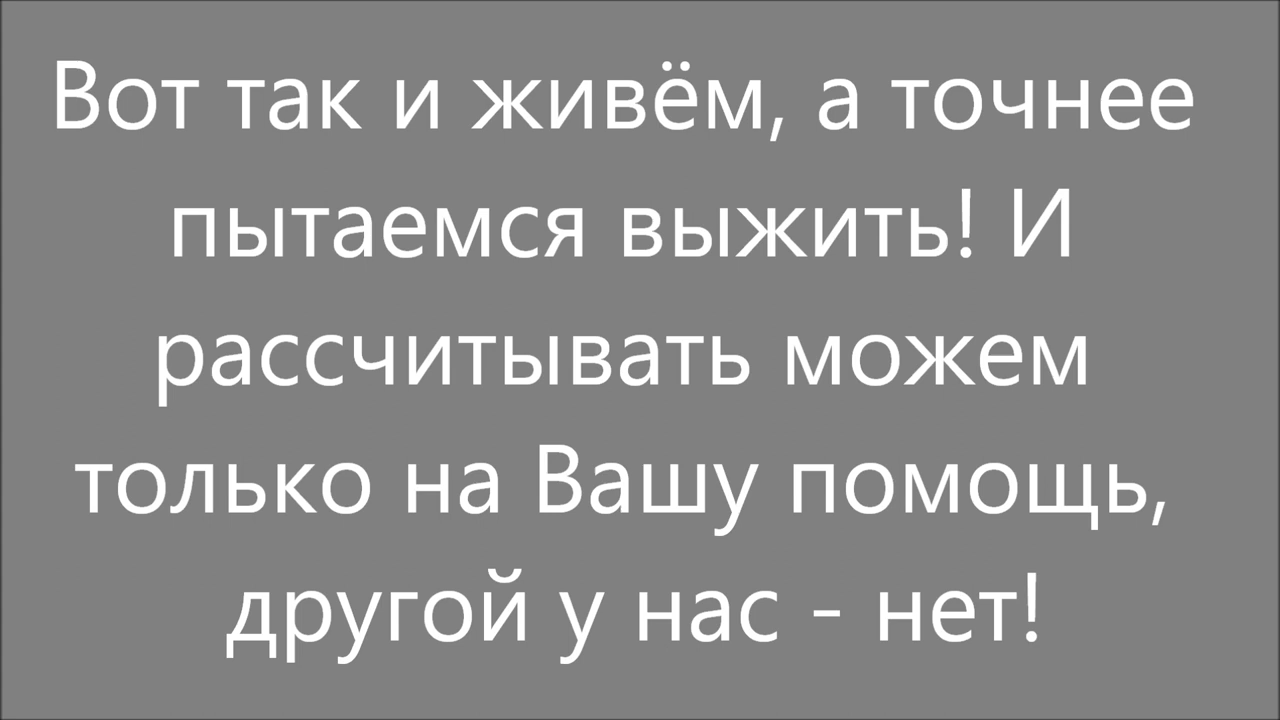 Вот так и живём, а точнее
пытаемся выжить! И
рассчитывать можем
только на Вашу помощь,
другой у нас - нет!